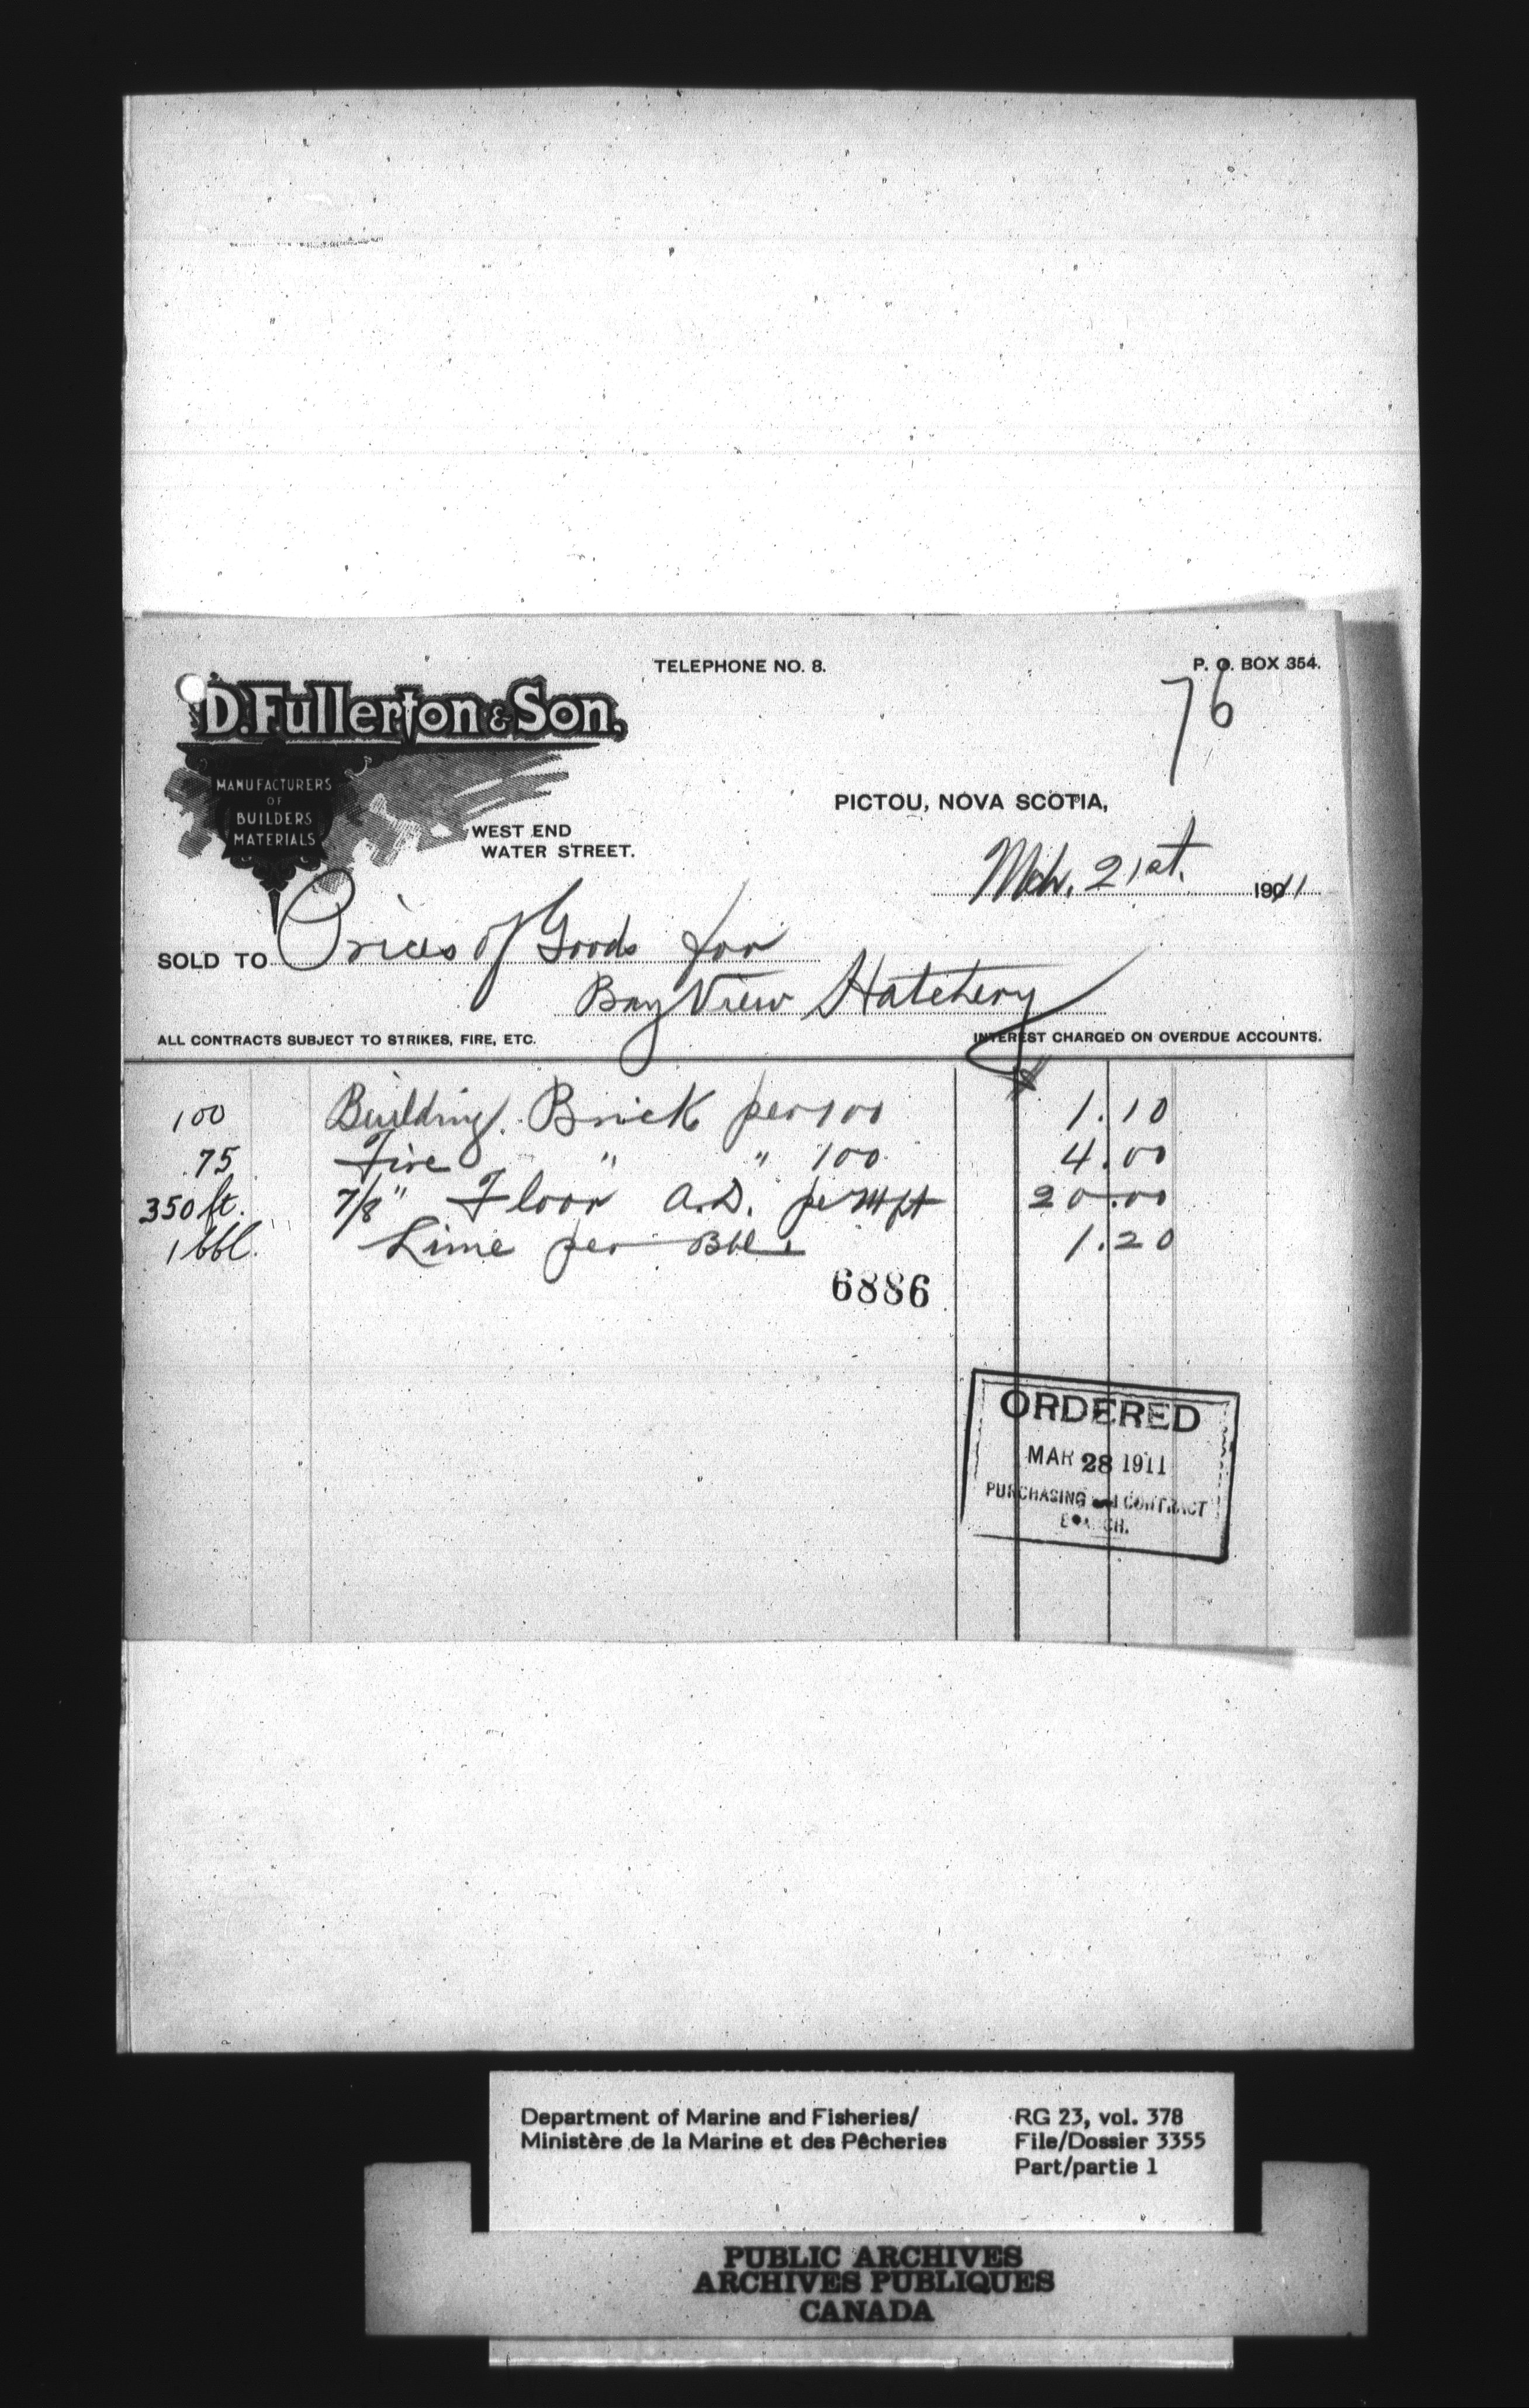 TELEPHONE NO. 8.
P. O. BOX 354.
76
D. Fullerton & Son.
MANUFACTURERS
OF
BUILDERS
MATERIALS
WEST END
WATER STREET.
PICTOU, NOVA SCOTIA,
Mch. 21st. 1911
SOLD TO Prices of Goods for
Bay View Hatchery
ALL CONTRACTS SUBJECT TO STRIKES, FIRE, ETC. INTEREST CHARGED ON OVERDUE ACCOUNTS.
$
100 Building Brick per 100 1.10
75 Fire " " 100 4.00
350 ft. 7/8" Floor A.D. per M ft 20.00
1 bbl. Lime per Bbl. 1.20
6886
ORDERED
MAR 28 1911
PURCHASING and CONTRACT
BRANCH.
Department of Marine and Fisheries/
Ministère de la Marine et des Pêcheries
RG 23, vol. 378
File/Dossier 3355
Part/partie 1
PUBLIC ARCHIVES
ARCHIVES PUBLIQUES
CANADA